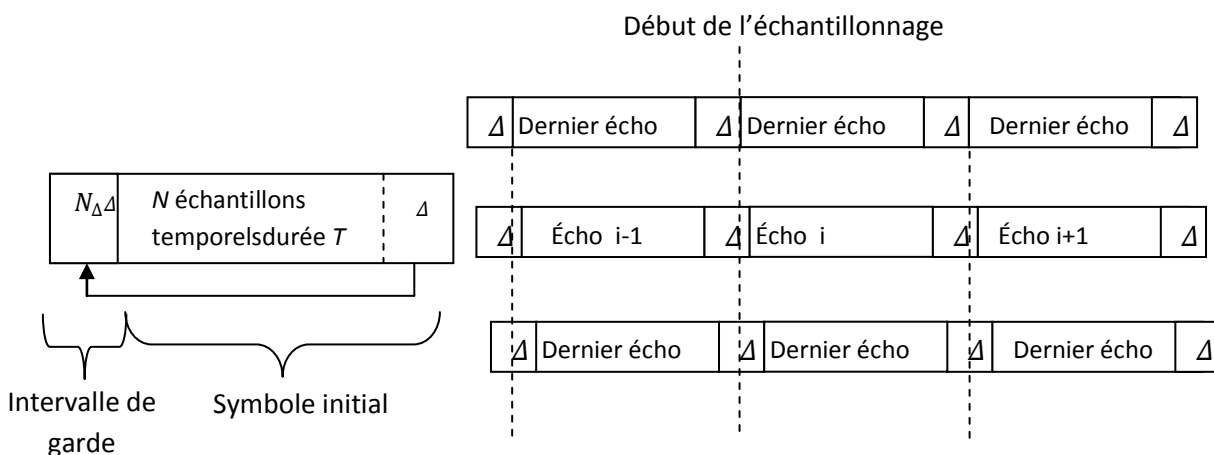 Début de l'échantillonnage
Δ Dernier écho Δ Dernier écho Δ Dernier écho Δ
N_Δ Δ N échantillons temporelsdurée T Δ
Δ Écho i-1 Δ Écho i Δ Écho i+1 Δ
Δ Dernier écho Δ Dernier écho Δ Dernier écho Δ
Intervalle de garde
Symbole initial